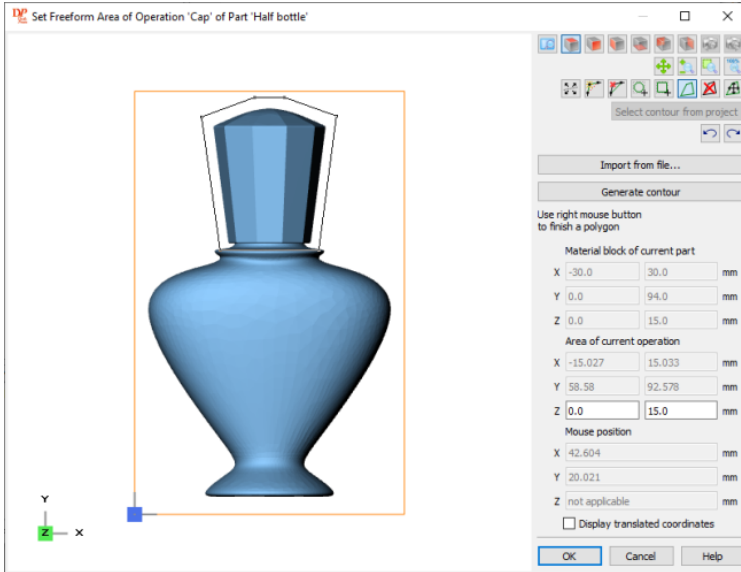 DP
Set Freeform Area of Operation 'Cap' of Part 'Half bottle'
Select contour from project
Import from file...
Generate contour
Use right mouse button
to finish a polygon
Material block of current part
X -30.0 30.0 mm
Y 0.0 94.0 mm
Z 0.0 15.0 mm
Area of current operation
X -15.027 15.033 mm
Y 58.58 92.578 mm
Z 0.0 15.0 mm
Mouse position
X 42.604 mm
Y 20.021 mm
Z not applicable mm
Display translated coordinates
OK Cancel Help
Y
Z X